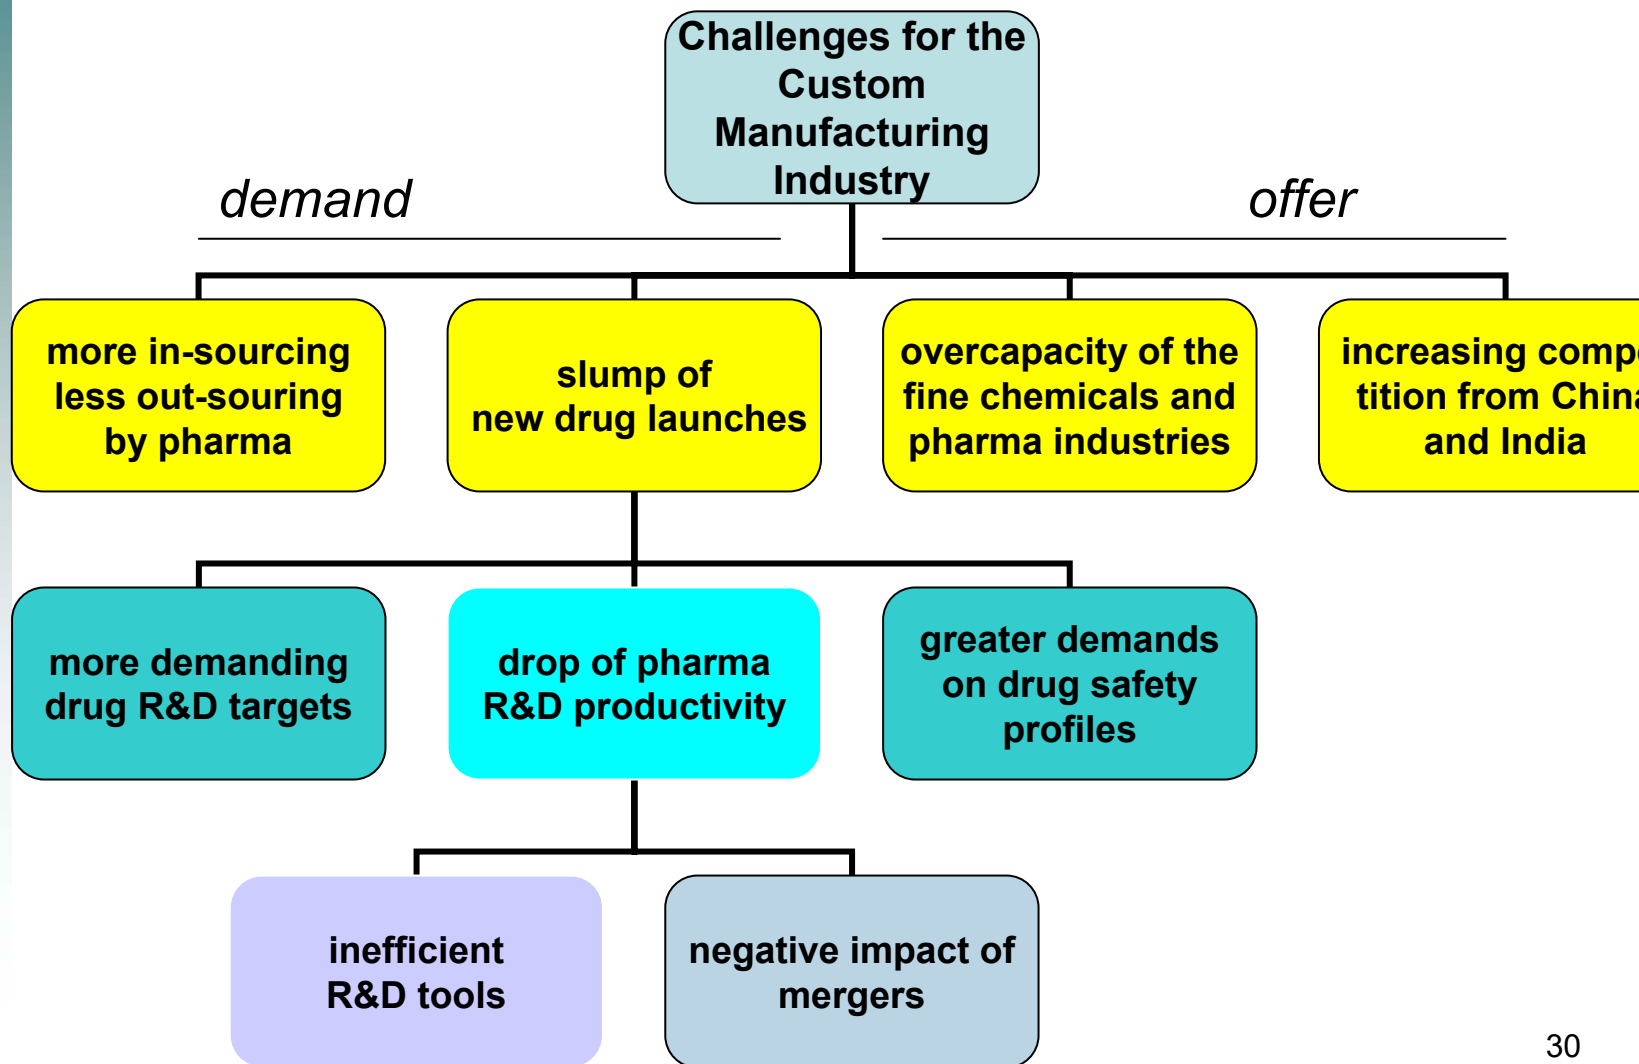 Challenges for the
Custom
Manufacturing
Industry
demand
offer
more in-sourcing
less out-souring
by pharma
slump of
new drug launches
overcapacity of the
fine chemicals and
pharma industries
increasing compe
tition from China
and India
more demanding
drug R&D targets
drop of pharma
R&D productivity
greater demands
on drug safety
profiles
inefficient
R&D tools
negative impact of
mergers
30